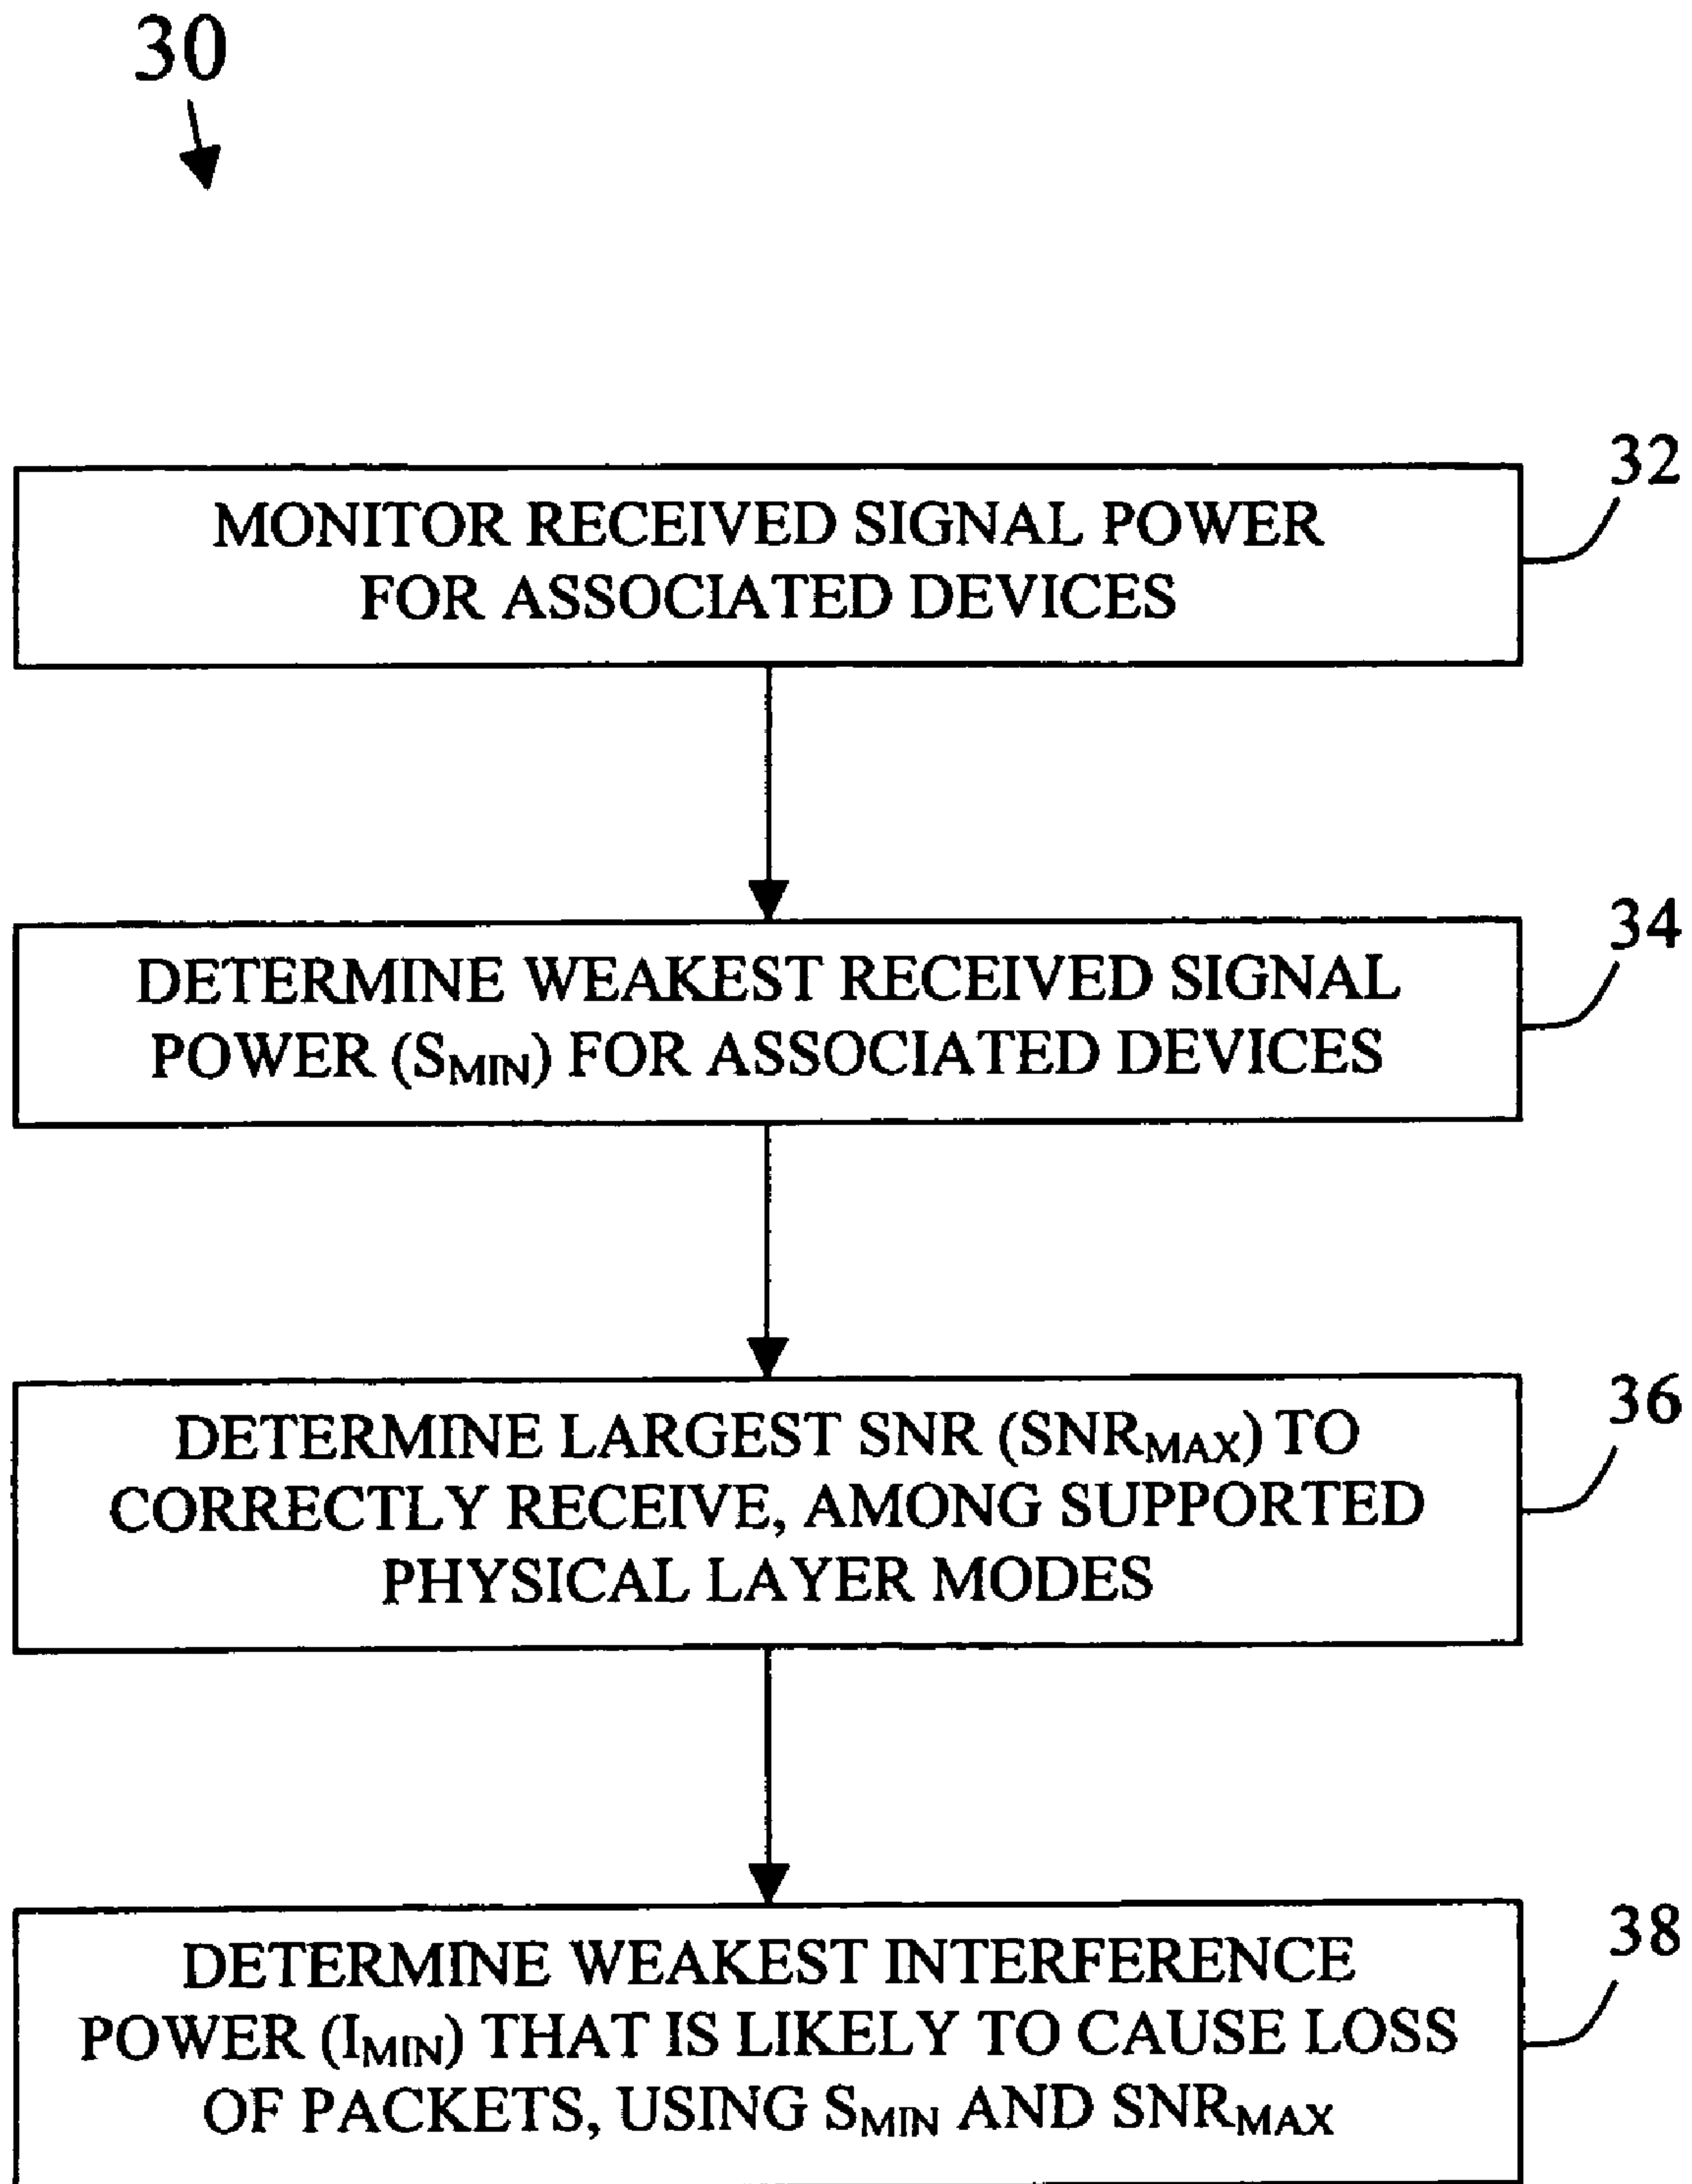 30
32
MONITOR RECEIVED SIGNAL POWER
FOR ASSOCIATED DEVICES
34
DETERMINE WEAKEST RECEIVED SIGNAL
POWER (SMIN) FOR ASSOCIATED DEVICES
36
DETERMINE LARGEST SNR (SNRMAX) TO
CORRECTLY RECEIVE, AMONG SUPPORTED
PHYSICAL LAYER MODES
38
DETERMINE WEAKEST INTERFERENCE
POWER (IMIN) THAT IS LIKELY TO CAUSE LOSS
OF PACKETS, USING SMIN AND SNRMAX